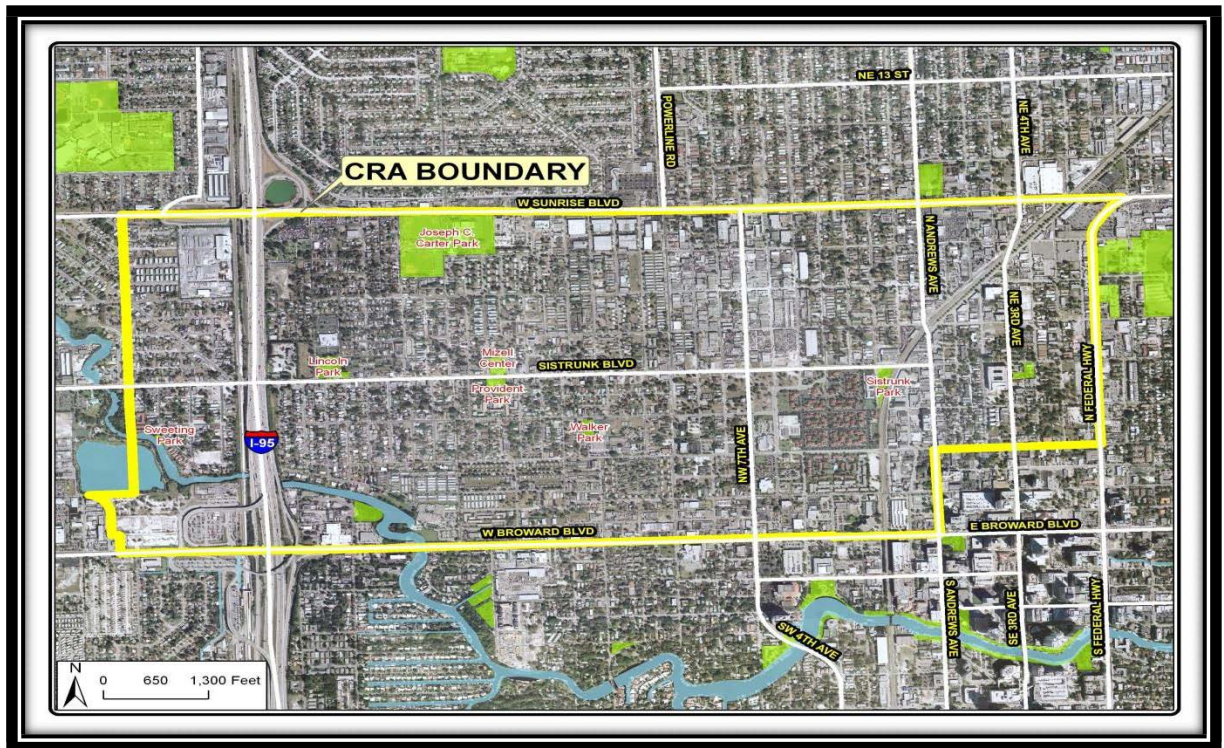 NE 13 ST
POWERLINE RD
NE 4TH AVE
CRA BOUNDARY
W SUNRISE BLVD
Joseph C.
Carter Park
N ANDREWS AVE
NE 3RD AVE
Lincoln
Park
Mizell
Center
SISTRUNK BLVD
Provident
Park
Sistrunk
Park
N FEDERAL HWY
Sweeting
Park
Walker
Park
I-95
NW 7TH AVE
W BROWARD BLVD
E BROWARD BLVD
S ANDREWS AVE
SE 3RD AVE
S FEDERAL HWY
SW 4TH AVE
N
0 650 1,300 Feet